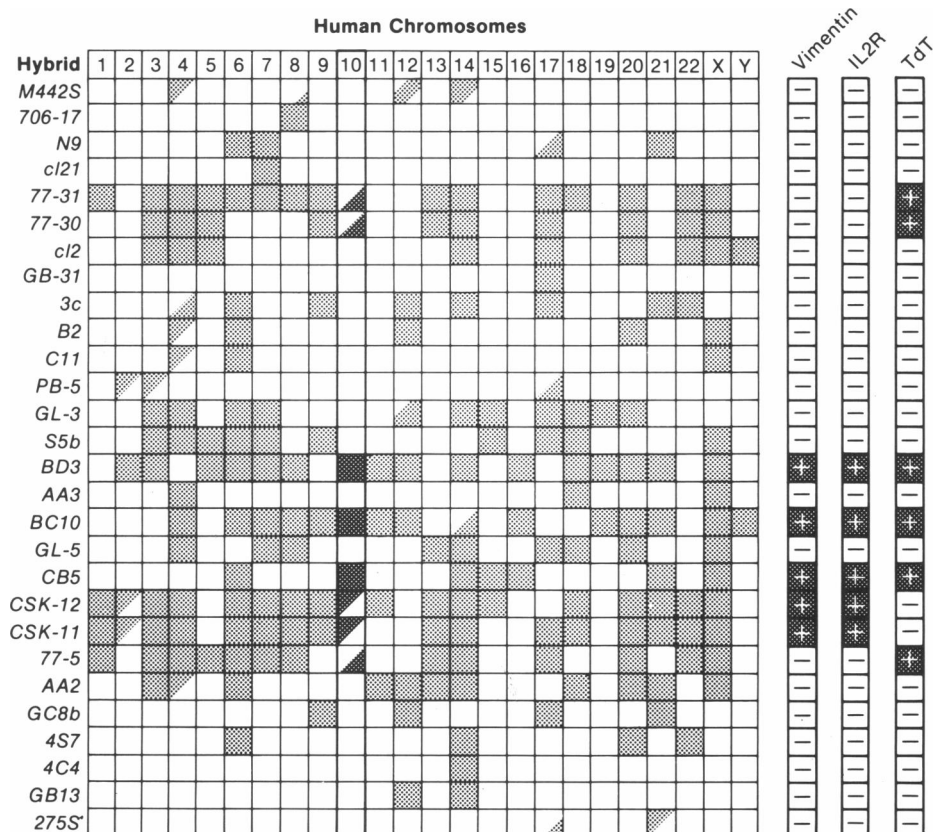 Human Chromosomes
Vimentin IL2R TdT
Hybrid 1 2 3 4 5 6 7 8 9 10 11 12 13 14 15 16 17 18 19 20 21 22 X Y
M442S − − −
706-17 − − −
N9 − − −
cl21 − − −
77-31 − − +
77-30 − − +
cl2 − − −
GB-31 − − −
3c − − −
B2 − − −
C11 − − −
PB-5 − − −
GL-3 − − −
S5b − − −
BD3 + + +
AA3 − − −
BC10 + + +
GL-5 − − −
CB5 + + +
CSK-12 + + −
CSK-11 + + −
77-5 − − +
AA2 − − −
GC8b − − −
4S7 − − −
4C4 − − −
GB13 − − −
275S* − − −